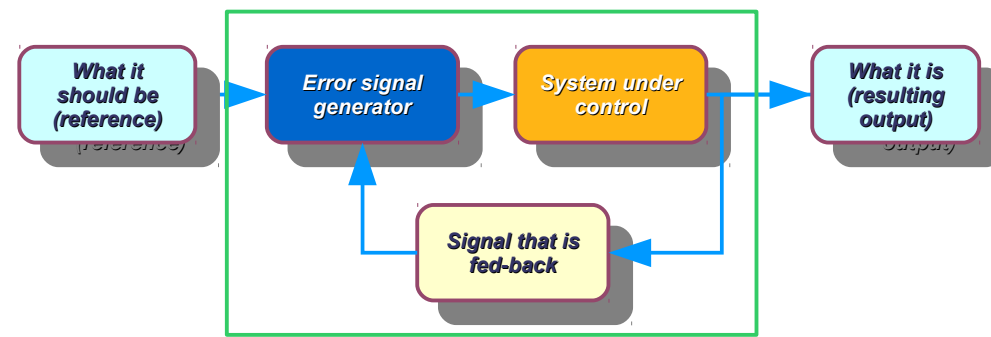 What it
should be
(reference)
Error signal
generator
System under
control
What it is
(resulting
output)
Signal that is
fed-back